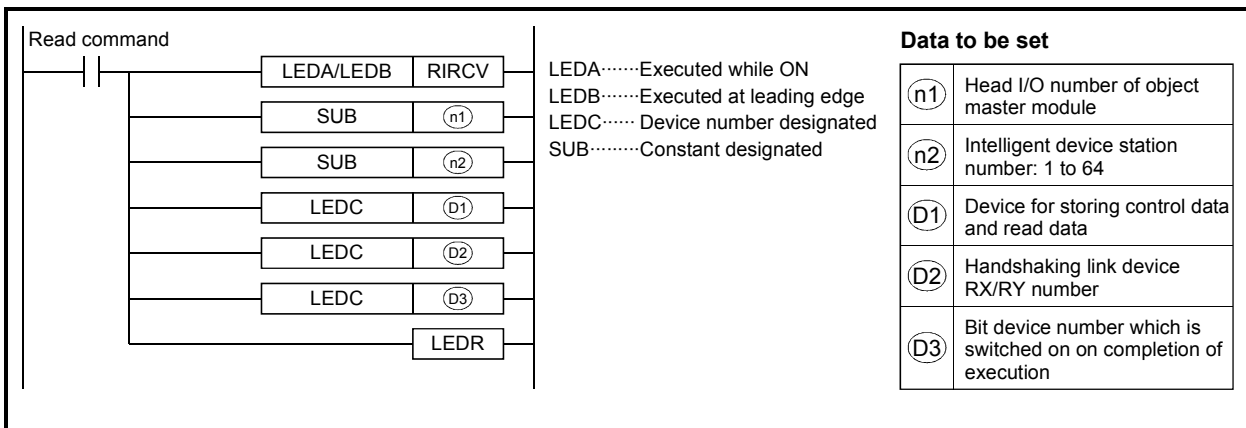 Read command
LEDA/LEDB RIRCV
SUB n1
SUB n2
LEDC D1
LEDC D2
LEDC D3
LEDR
LEDA·······Executed while ON
LEDB·······Executed at leading edge
LEDC······ Device number designated
SUB·········Constant designated
Data to be set
n1 Head I/O number of object
master module
n2 Intelligent device station
number: 1 to 64
D1 Device for storing control data
and read data
D2 Handshaking link device
RX/RY number
D3 Bit device number which is
switched on on completion of
execution